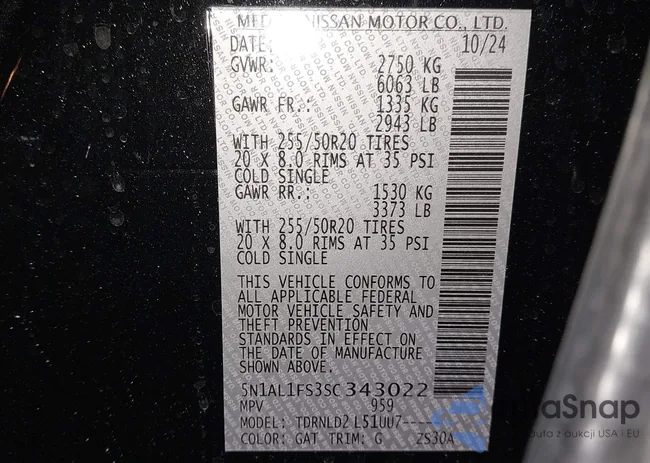 NISSAN MOTOR CO., LTD.
DATE: 10/24
GVWR: 2750 KG
6063 LB
GAWR FR.: 1335 KG
2943 LB
WITH 255/50R20 TIRES
20 X 8.0 RIMS AT 35 PSI
COLD SINGLE
GAWR RR.: 1530 KG
3373 LB
WITH 255/50R20 TIRES
20 X 8.0 RIMS AT 35 PSI
COLD SINGLE
THIS VEHICLE CONFORMS TO
ALL APPLICABLE FEDERAL
MOTOR VEHICLE SAFETY AND
THEFT PREVENTION
STANDARDS IN EFFECT ON
THE DATE OF MANUFACTURE
SHOWN ABOVE.
5N1AL1FS3SC343022
MPV 959
MODEL: TDRNLD2 L51UU7----
COLOR: GAT TRIM: G 2S30A
auta z aukcji USA i EU